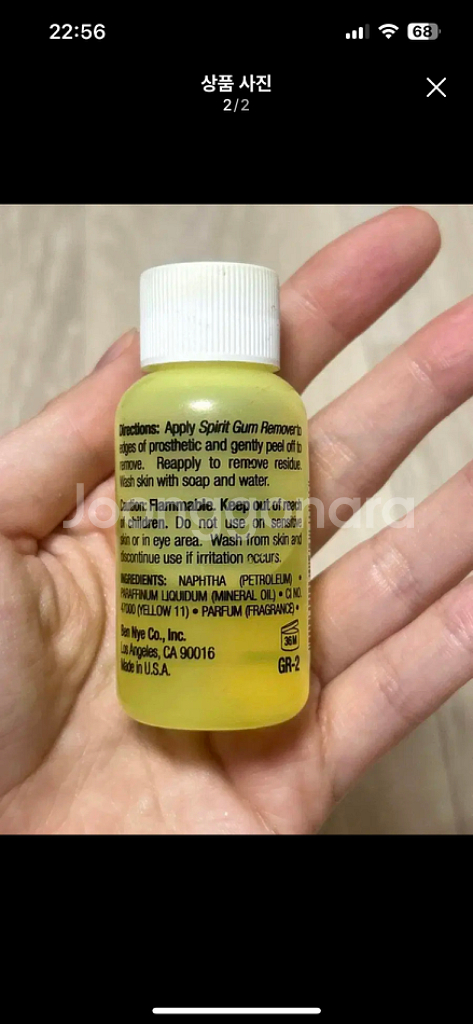 22:56
68
상품 사진
2/2
Directions: Apply Spirit Gum Remover to
edges of prosthetic and gently peel off to
remove. Reapply to remove residue.
Wash skin with soap and water.
Caution: Flammable. Keep out of reach
of children. Do not use on sensitive
skin or in eye area. Wash from skin and
discontinue use if irritation occurs.
INGREDIENTS: NAPHTHA (PETROLEUM) •
PARAFFINUM LIQUIDUM (MINERAL OIL) • CI NO.
47000 (YELLOW 11) • PARFUM (FRAGRANCE) •
Ben Nye Co., Inc.
Los Angeles, CA 90016
Made in U.S.A.
36M
GR-2
Joonggonara